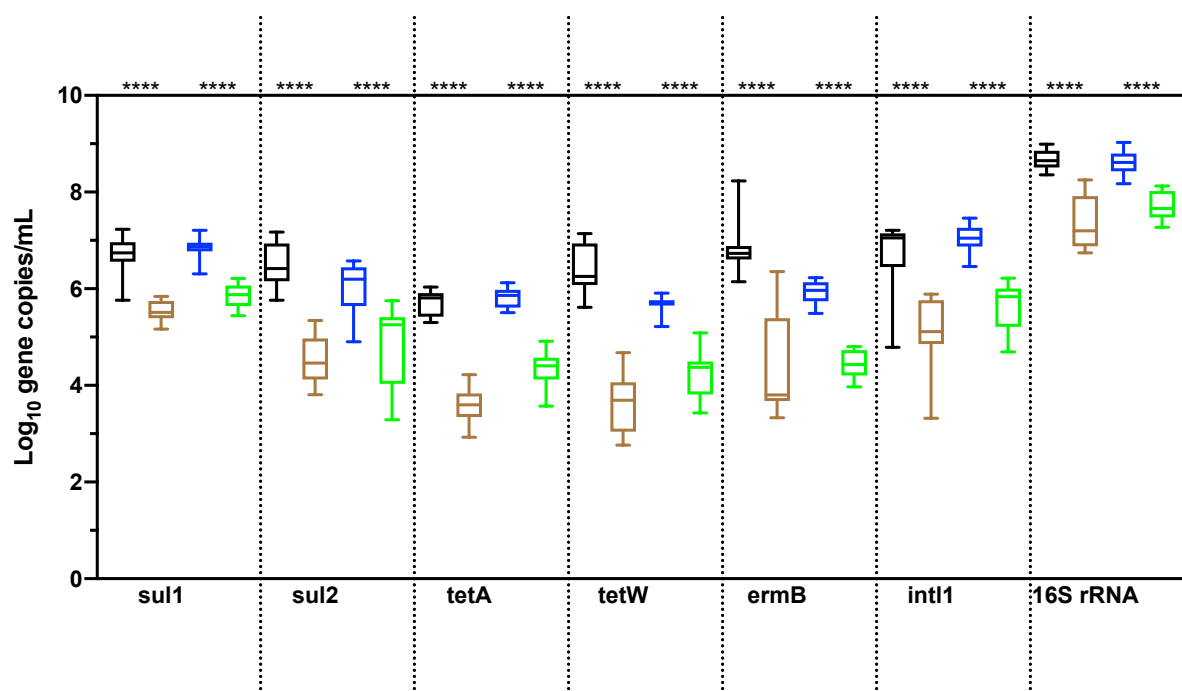 **** **** **** **** **** **** **** **** **** **** **** **** **** ****
10
8
6
4
2
0
Log₁₀ gene copies/mL
sul1 sul2 tetA tetW ermB intI1 16S rRNA